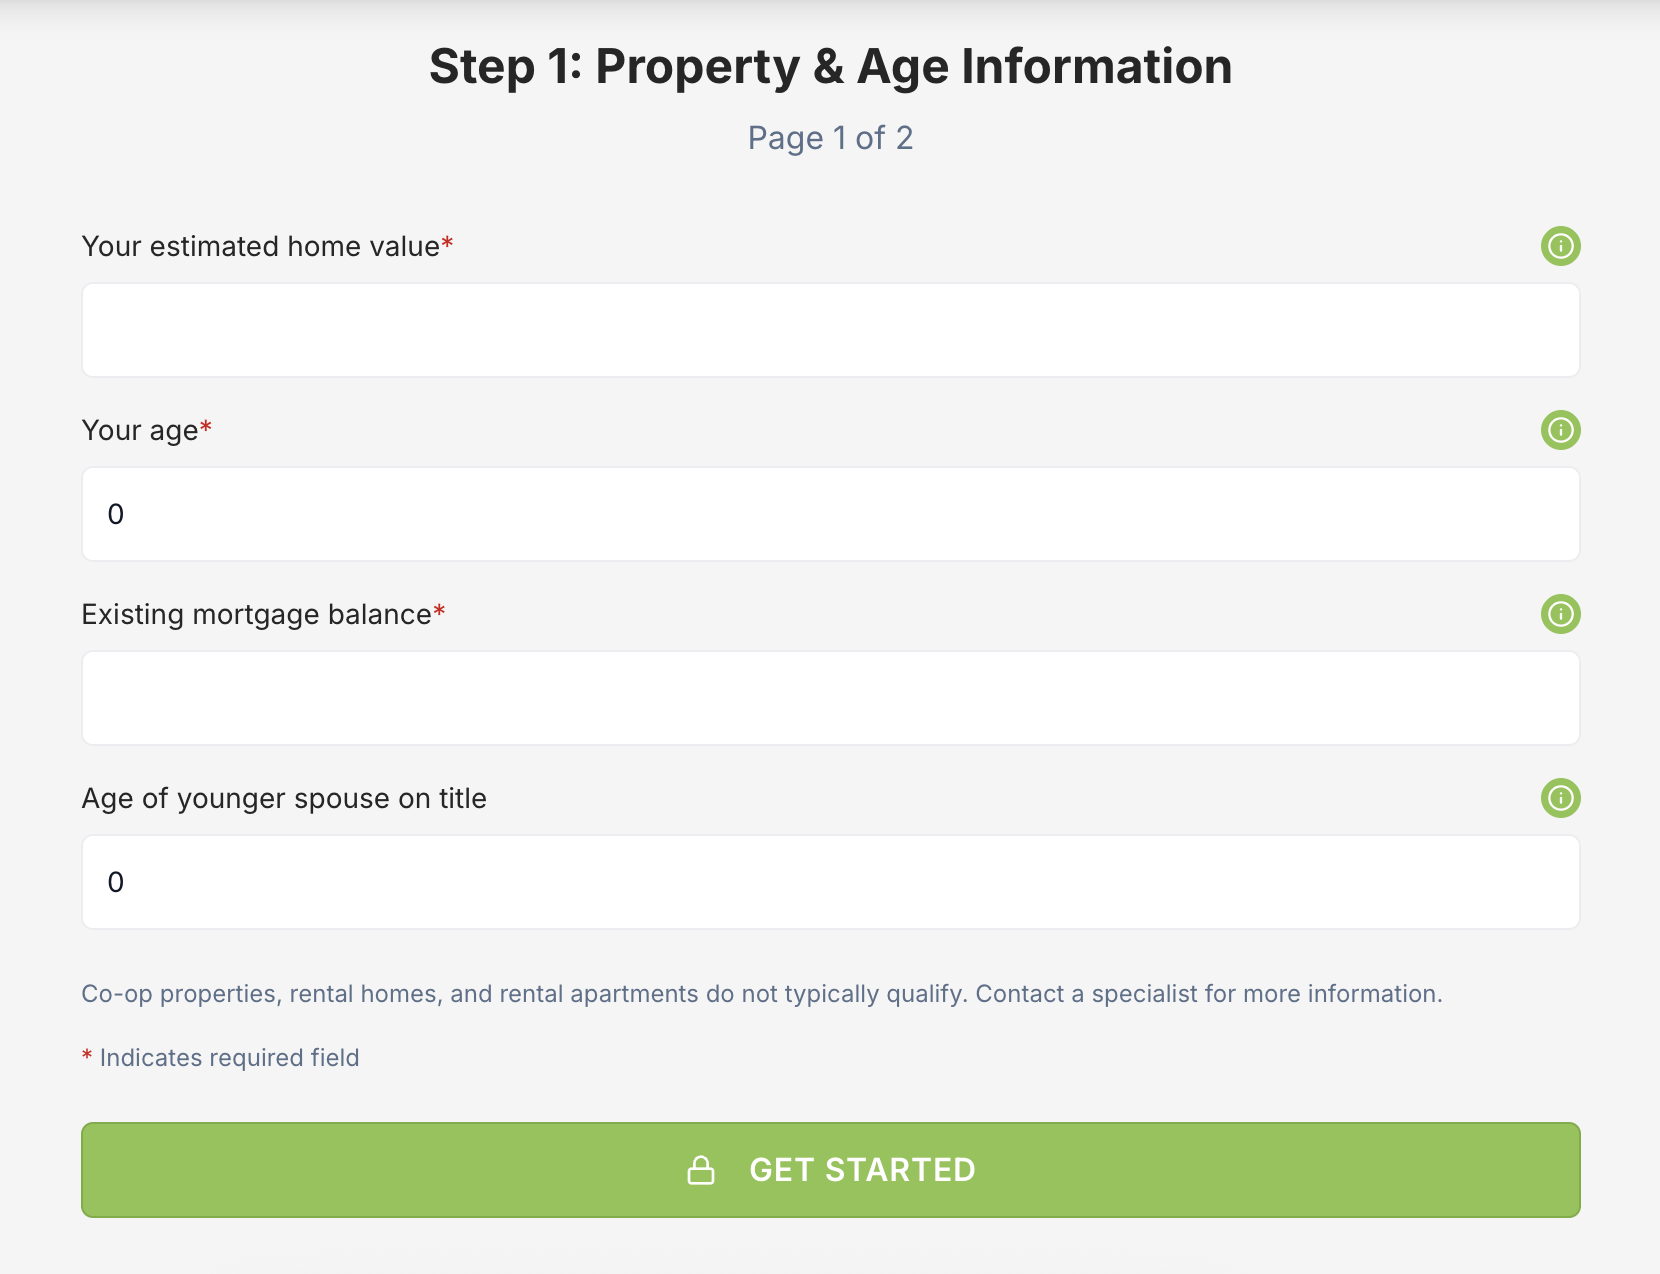 Step 1: Property & Age Information
Page 1 of 2
Your estimated home value*
Your age*
0
Existing mortgage balance*
Age of younger spouse on title
0
Co-op properties, rental homes, and rental apartments do not typically qualify. Contact a specialist for more information.
* Indicates required field
GET STARTED